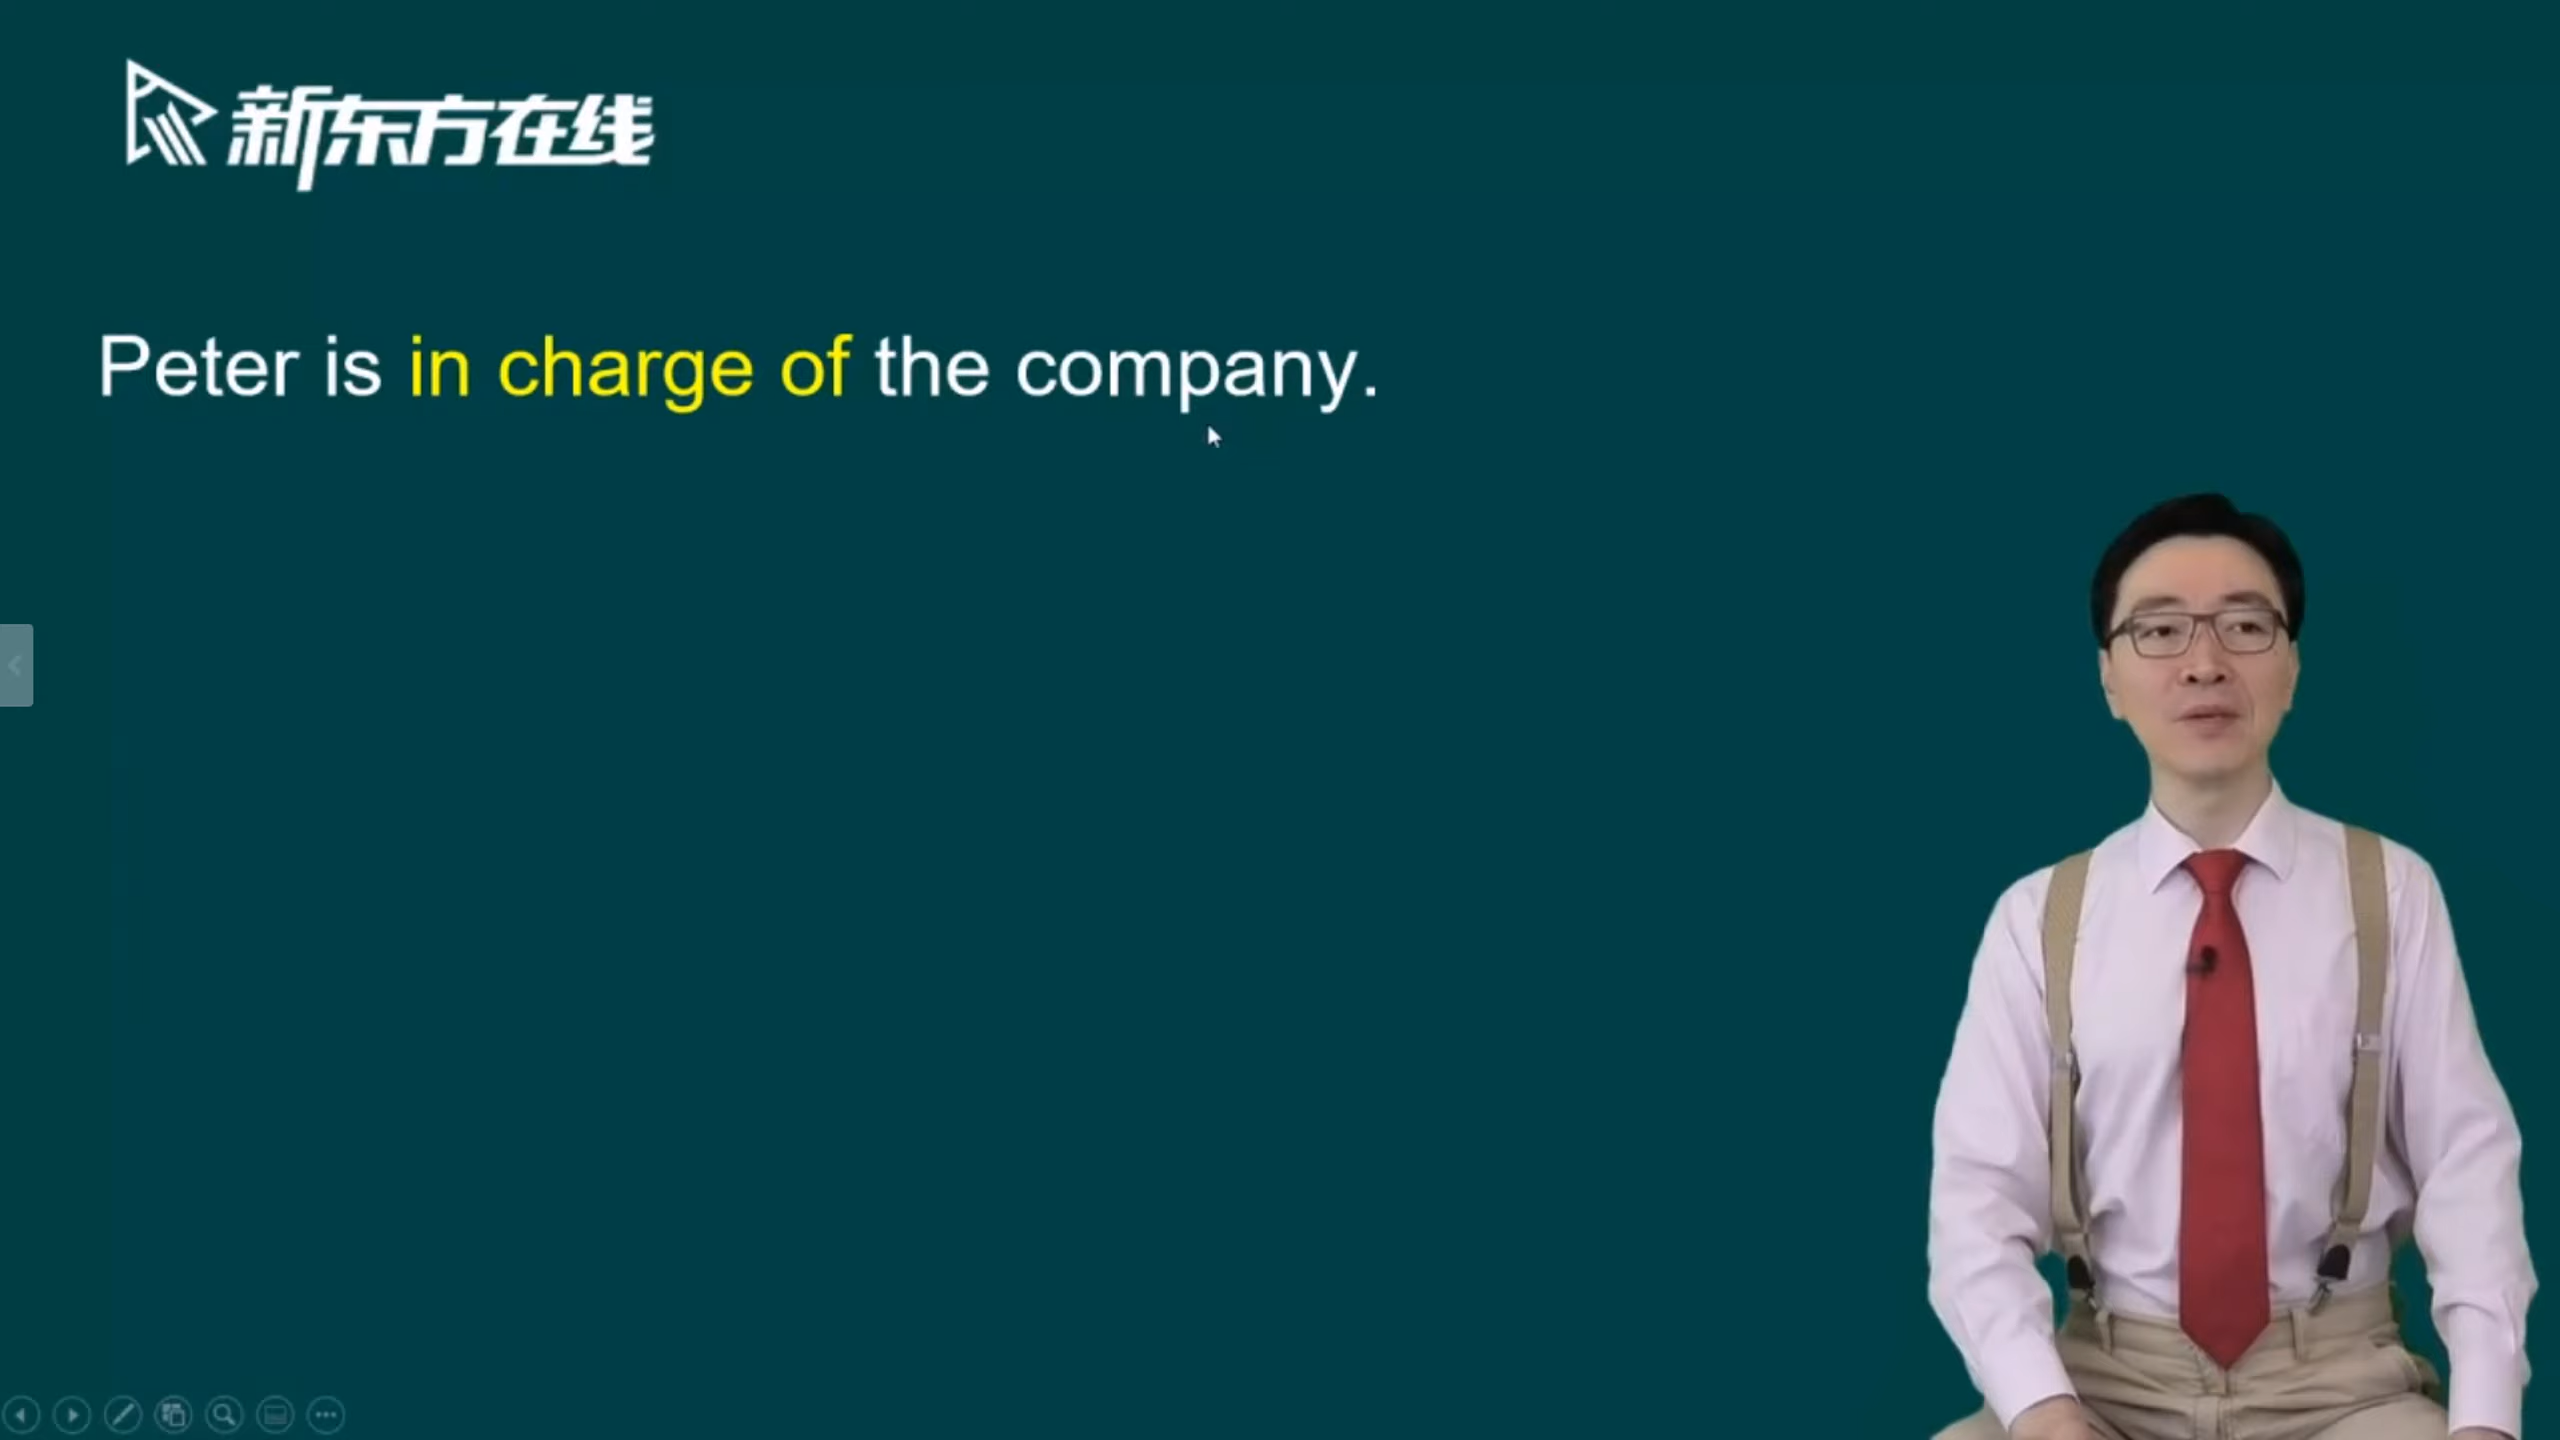 新东方在线
Peter is in charge of the company.